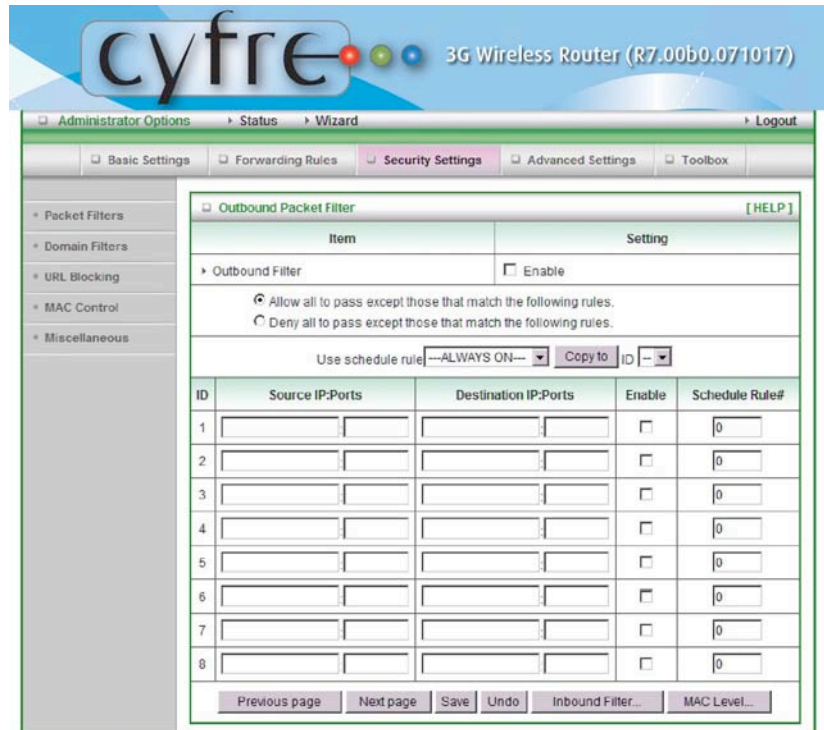 cyfre
3G Wireless Router (R7.00b0.071017)
Administrator Options Status Wizard Logout
Basic Settings Forwarding Rules Security Settings Advanced Settings Toolbox
Packet Filters
Domain Filters
URL Blocking
MAC Control
Miscellaneous
Outbound Packet Filter [HELP]
Item Setting
Outbound Filter Enable
Allow all to pass except those that match the following rules.
Deny all to pass except those that match the following rules.
Use schedule rule ---ALWAYS ON--- Copy to ID --
ID Source IP:Ports Destination IP:Ports Enable Schedule Rule#
1 : : 0
2 : : 0
3 : : 0
4 : : 0
5 : : 0
6 : : 0
7 : : 0
8 : : 0
Previous page Next page Save Undo Inbound Filter... MAC Level...